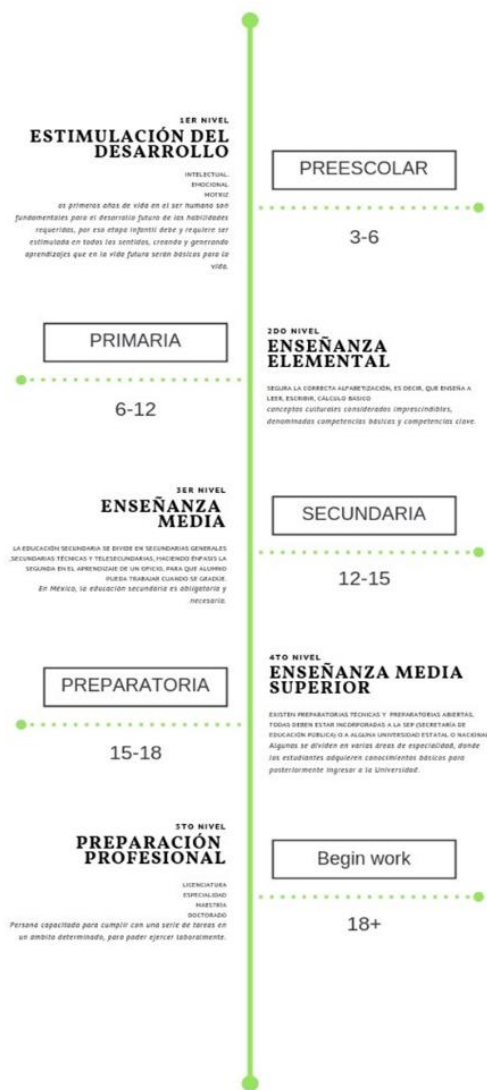 1ER NIVEL
ESTIMULACIÓN DEL
DESARROLLO
INTELECTUAL.
EMOCIONAL
MOTRIZ
os primeros años de vida en el ser humano son
fundamentales para el desarrollo futuro de las habilidades
requeridas, por eso etapa infantil debe y requiere ser
estimulada en todos los sentidos, creando y generando
aprendizajes que en la vida futura serán básicos para la
vida.
PREESCOLAR
3-6
PRIMARIA
6-12
2DO NIVEL
ENSEÑANZA
ELEMENTAL
SEGURA LA CORRECTA ALFABETIZACIÓN, ES DECIR, QUE ENSEÑA A
LEER, ESCRIBIR, CÁLCULO BÁSICO
conceptos culturales considerados imprescindibles,
denominadas competencias básicas y competencias clave.
3ER NIVEL
ENSEÑANZA
MEDIA
LA EDUCACIÓN SECUNDARIA SE DIVIDE EN SECUNDARIAS GENERALES
,SECUNDARIAS TÉCNICAS Y TELESECUNDARIAS, HACIENDO ÉNFASIS LA
SEGUNDA EN EL APRENDIZAJE DE UN OFICIO, PARA QUE ALUMNO
PUEDA TRABAJAR CUANDO SE GRADÚE.
En México, la educación secundaria es obligatoria y
necesaria.
SECUNDARIA
12-15
PREPARATORIA
15-18
4TO NIVEL
ENSEÑANZA MEDIA
SUPERIOR
EXISTEN PREPARATORIAS TÉCNICAS Y PREPARATORIAS ABIERTAS,
TODAS DEBEN ESTAR INCORPORADAS A LA SEP (SECRETARÍA DE
EDUCACIÓN PÚBLICA) O A ALGUNA UNIVERSIDAD ESTATAL O NACIONAL
Algunas se dividen en varias áreas de especialidad, donde
los estudiantes adquieren conocimientos básicos para
posteriormente ingresar a la Universidad.
5TO NIVEL
PREPARACIÓN
PROFESIONAL
LICENCIATURA
ESPECIALIDAD
MAESTRÍA
DOCTORADO
Persona capacitado para cumplir con una serie de tareas en
un ámbito determinado, para poder ejercer laboralmente.
Begin work
18+